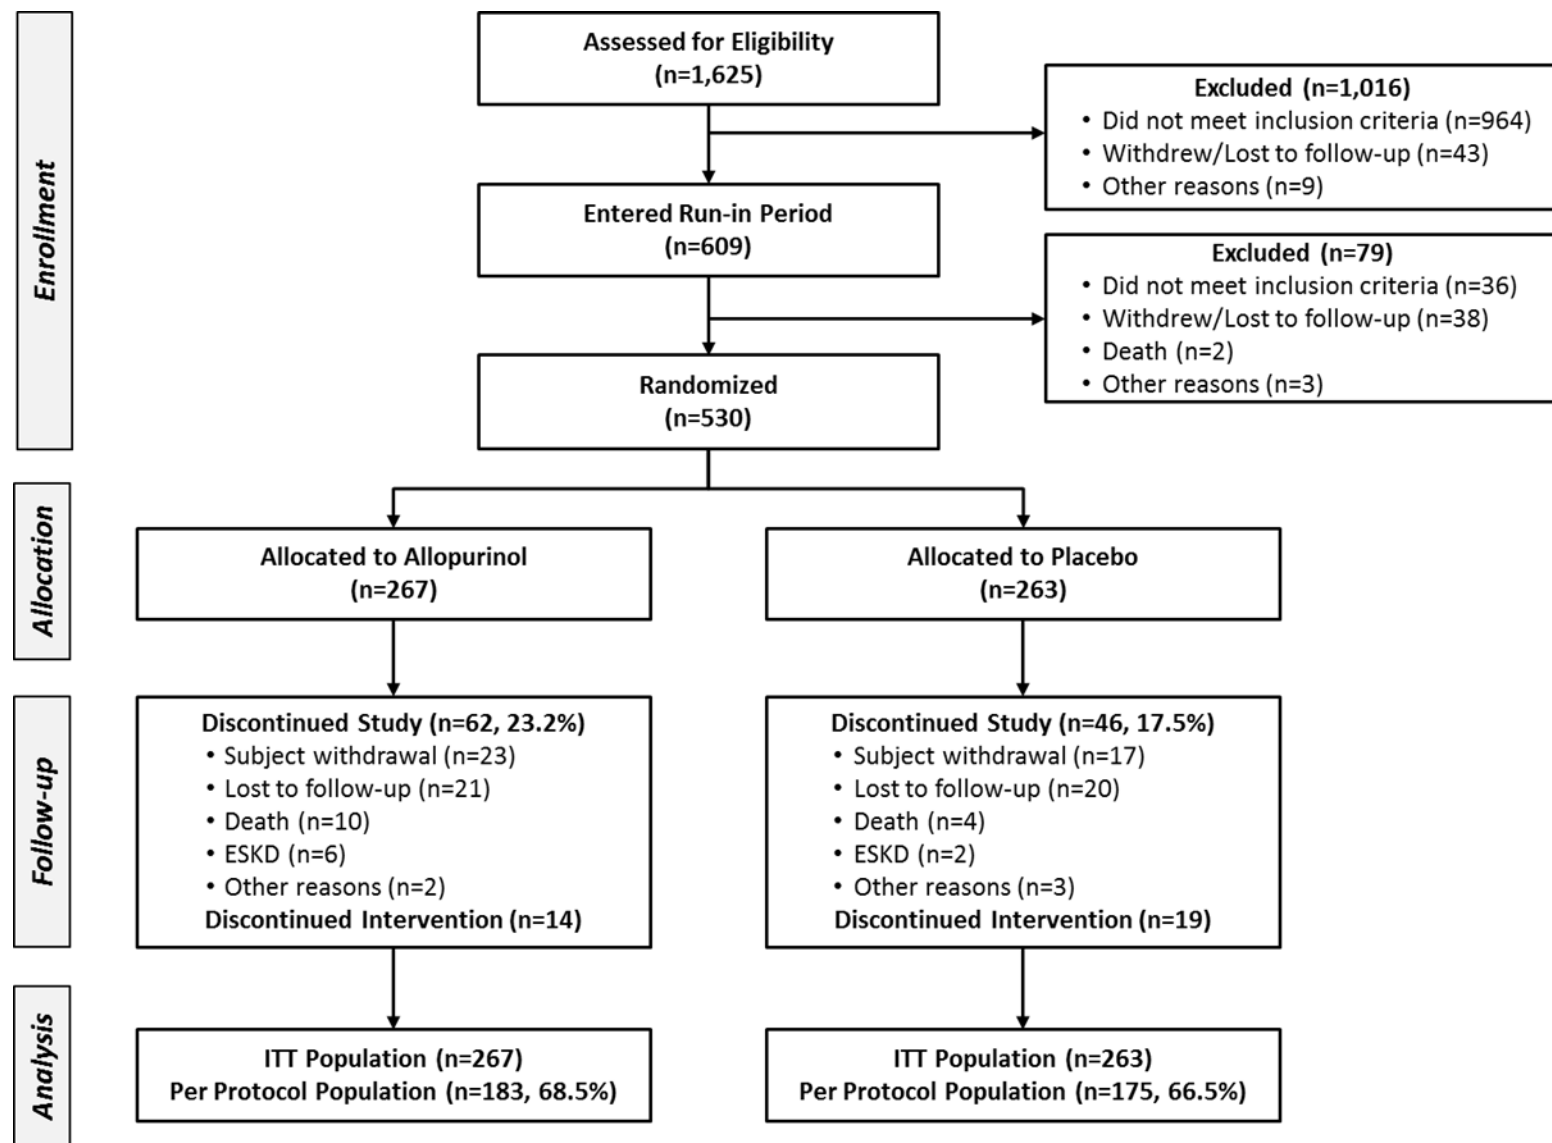 Enrollment
Assessed for Eligibility
(n=1,625)
Excluded (n=1,016)
• Did not meet inclusion criteria (n=964)
• Withdrew/Lost to follow-up (n=43)
• Other reasons (n=9)
Entered Run-in Period
(n=609)
Excluded (n=79)
• Did not meet inclusion criteria (n=36)
• Withdrew/Lost to follow-up (n=38)
• Death (n=2)
• Other reasons (n=3)
Randomized
(n=530)
Allocation
Allocated to Allopurinol
(n=267)
Allocated to Placebo
(n=263)
Follow-up
Discontinued Study (n=62, 23.2%)
• Subject withdrawal (n=23)
• Lost to follow-up (n=21)
• Death (n=10)
• ESKD (n=6)
• Other reasons (n=2)
Discontinued Intervention (n=14)
Discontinued Study (n=46, 17.5%)
• Subject withdrawal (n=17)
• Lost to follow-up (n=20)
• Death (n=4)
• ESKD (n=2)
• Other reasons (n=3)
Discontinued Intervention (n=19)
Analysis
ITT Population (n=267)
Per Protocol Population (n=183, 68.5%)
ITT Population (n=263)
Per Protocol Population (n=175, 66.5%)